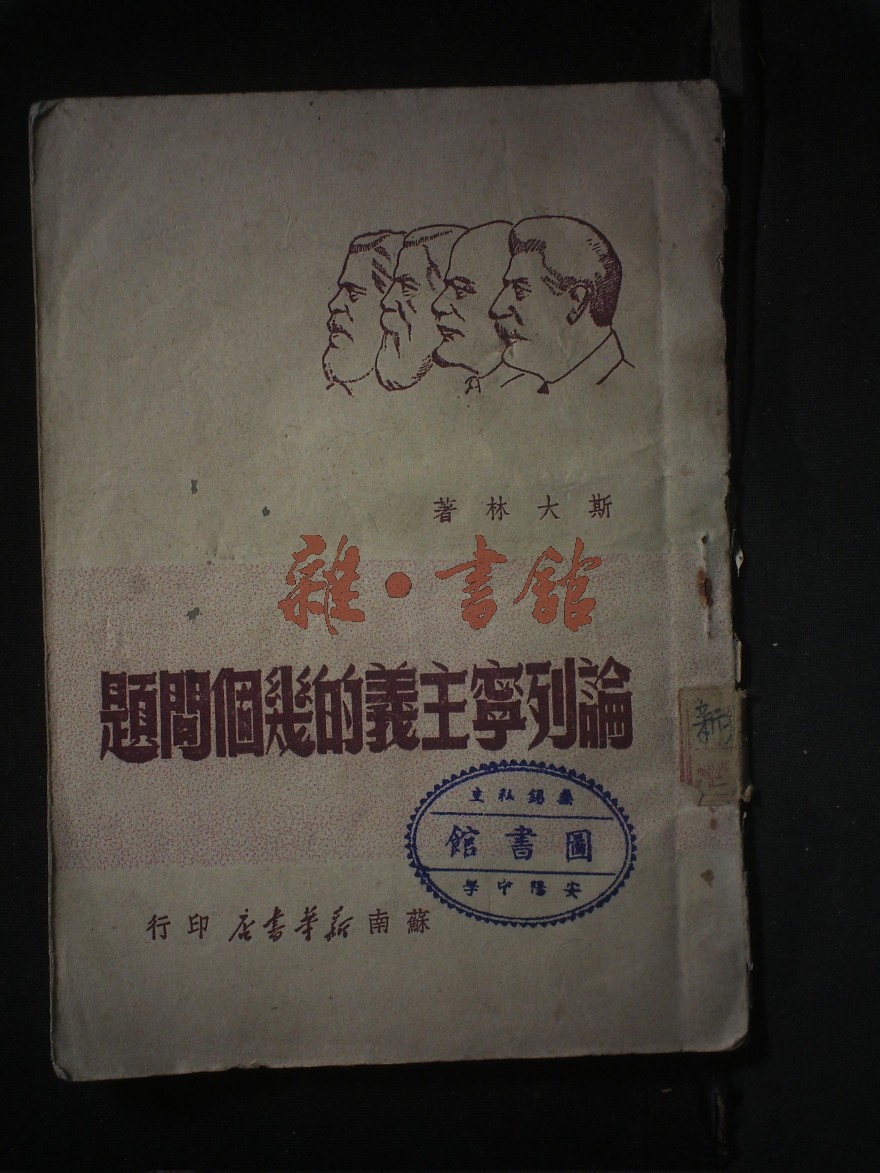 斯大林著
雜·書館
論列寧主義的幾個問題
無錫私立
圖書館
安陽中學
蘇南新華書店印行
新